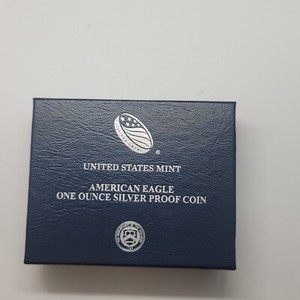 UNITED STATES MINT
AMERICAN EAGLE
ONE OUNCE SILVER PROOF COIN